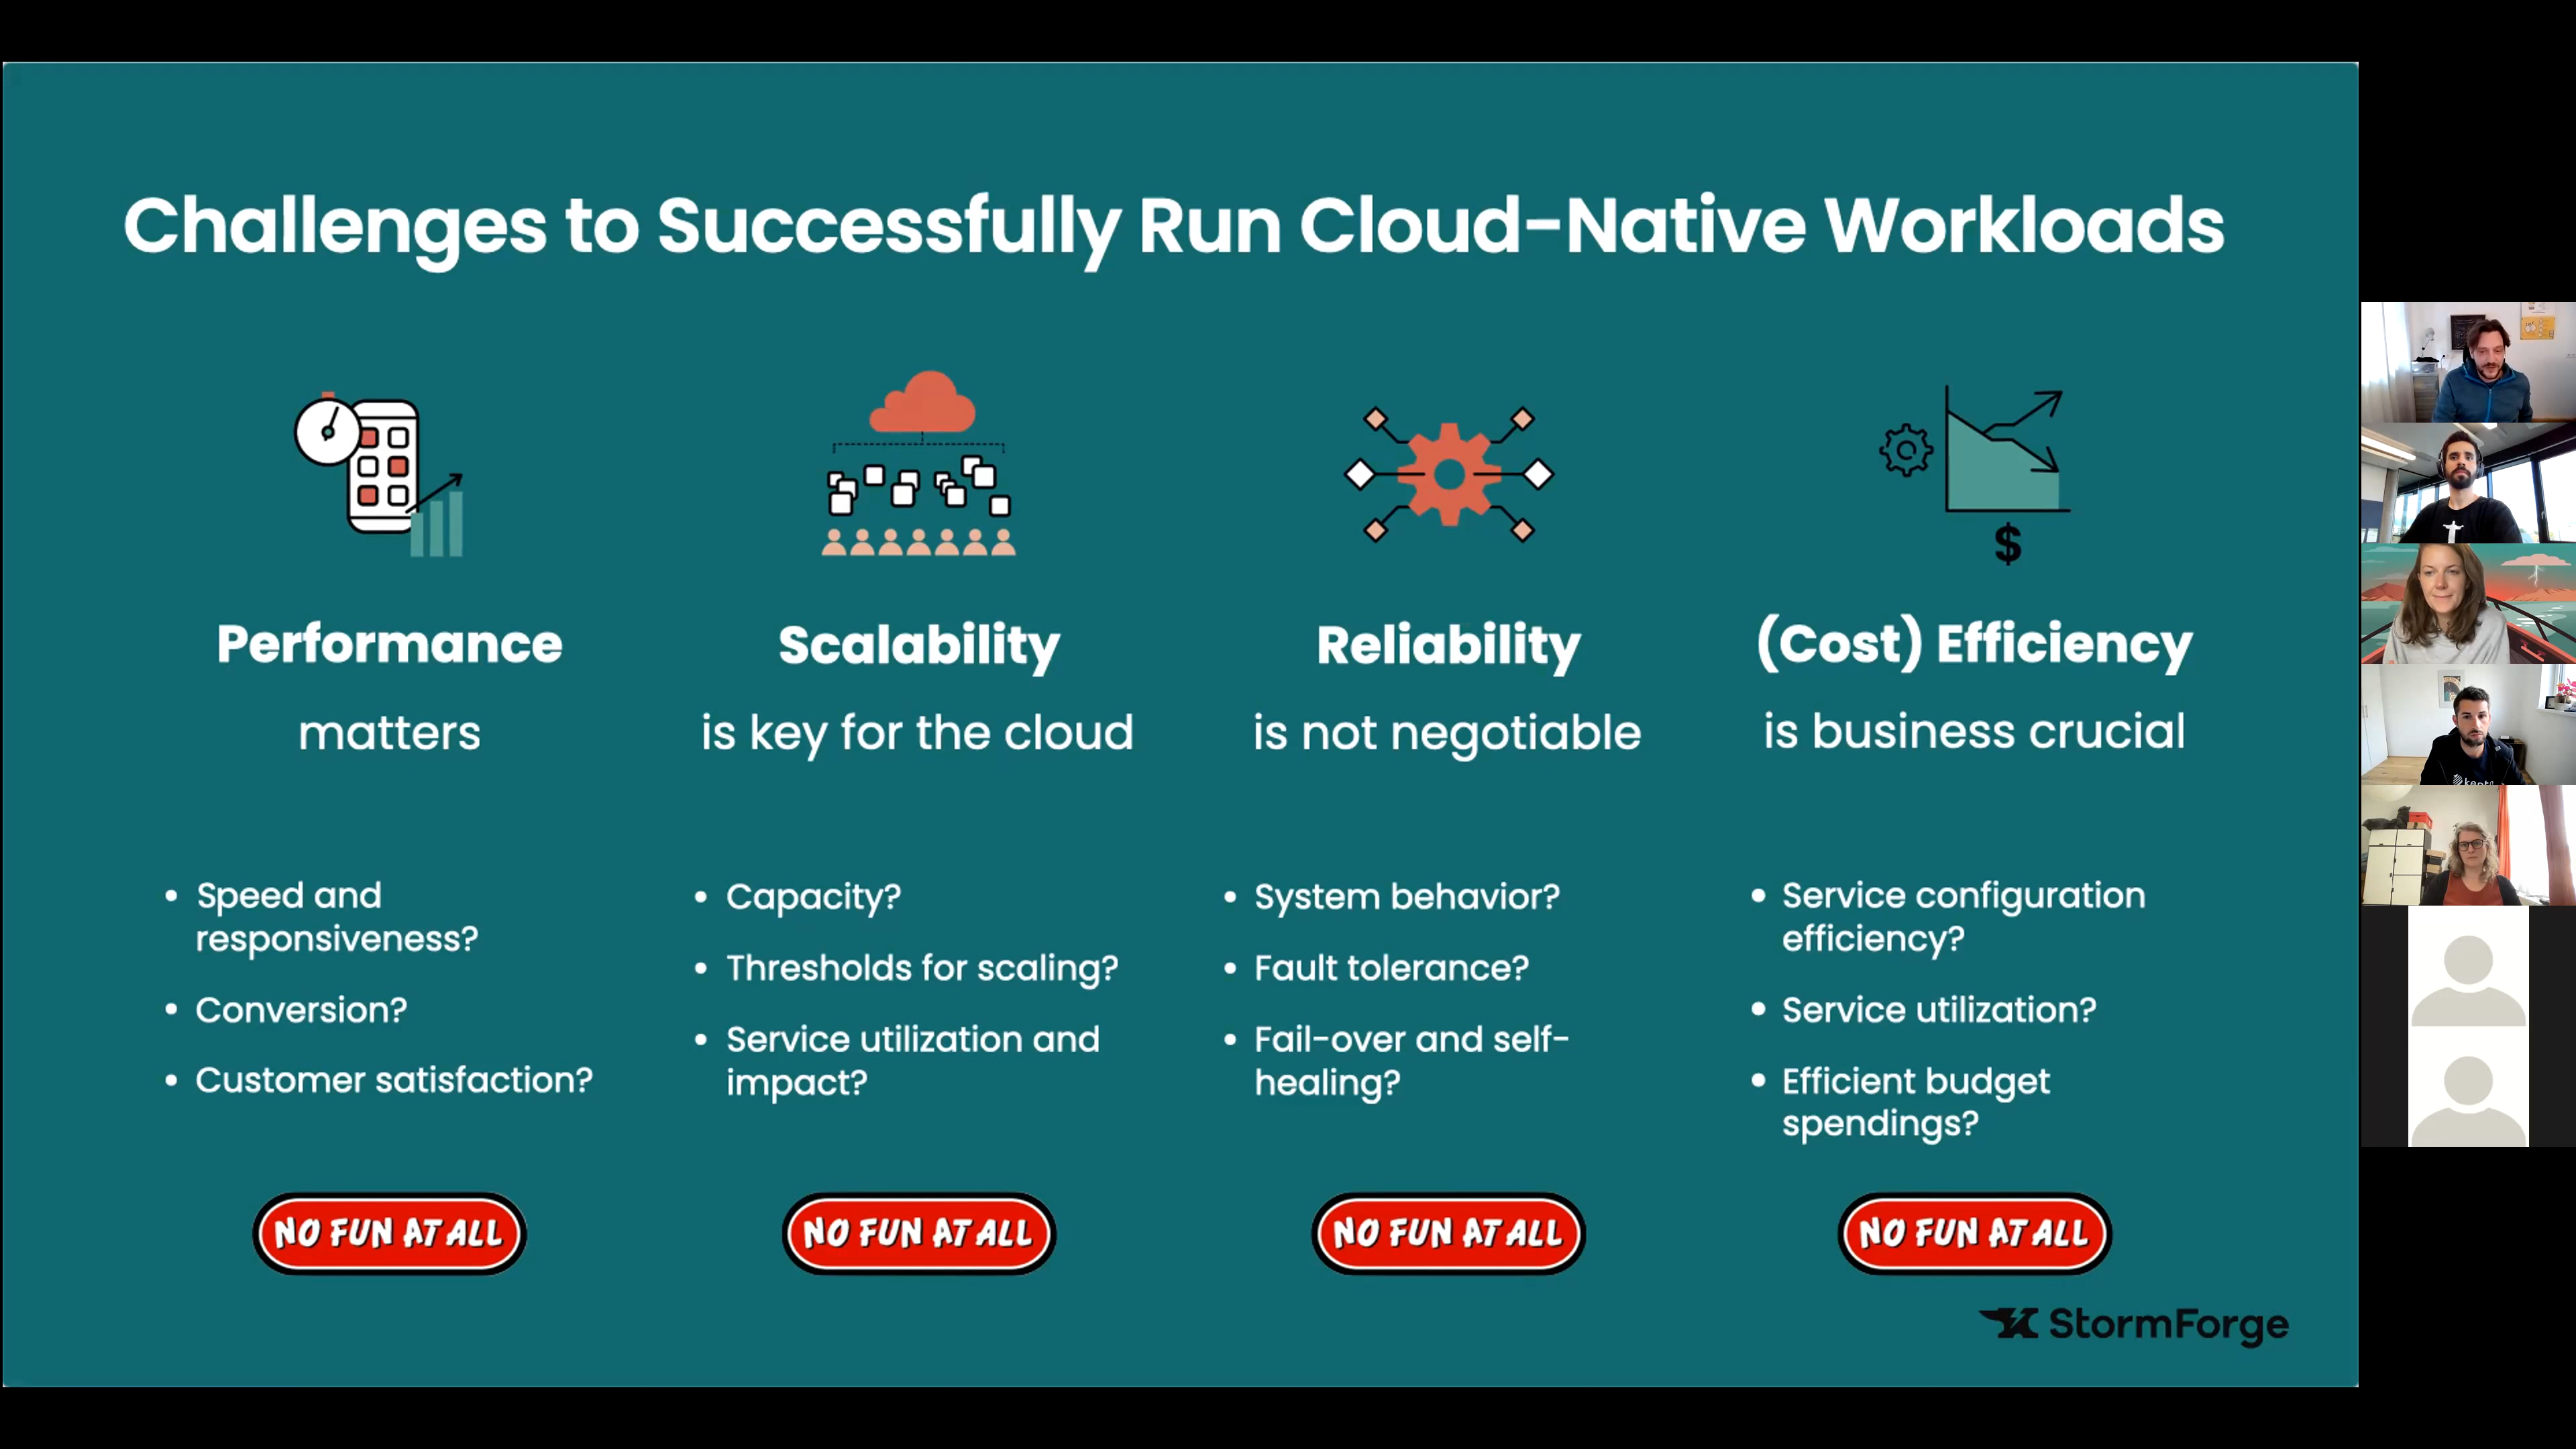 Challenges to Successfully Run Cloud-Native Workloads
$
Performance
matters
Scalability
is key for the cloud
Reliability
is not negotiable
(Cost) Efficiency
is business crucial
• Speed and
responsiveness?
• Conversion?
• Customer satisfaction?
• Capacity?
• Thresholds for scaling?
• Service utilization and
impact?
• System behavior?
• Fault tolerance?
• Fail-over and self-
healing?
• Service configuration
efficiency?
• Service utilization?
• Efficient budget
spendings?
NO FUN AT ALL
NO FUN AT ALL
NO FUN AT ALL
NO FUN AT ALL
StormForge